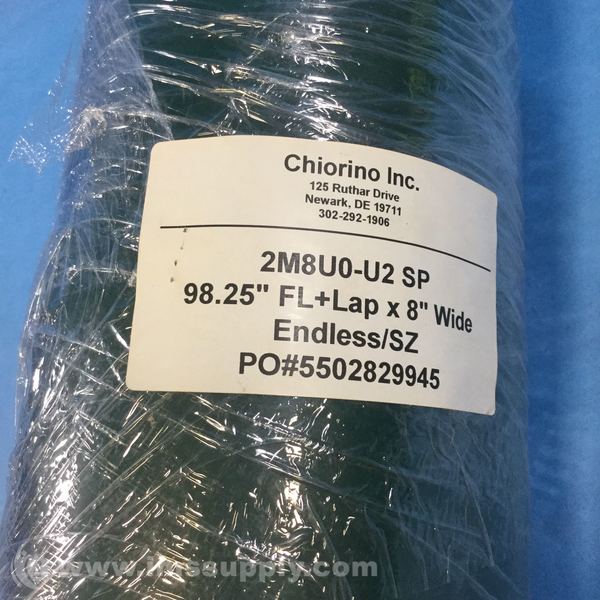 Chiorino Inc.
125 Ruthar Drive
Newark, DE 19711
302-292-1906
2M8U0-U2 SP
98.25" FL+Lap x 8" Wide
Endless/SZ
PO#5502829945